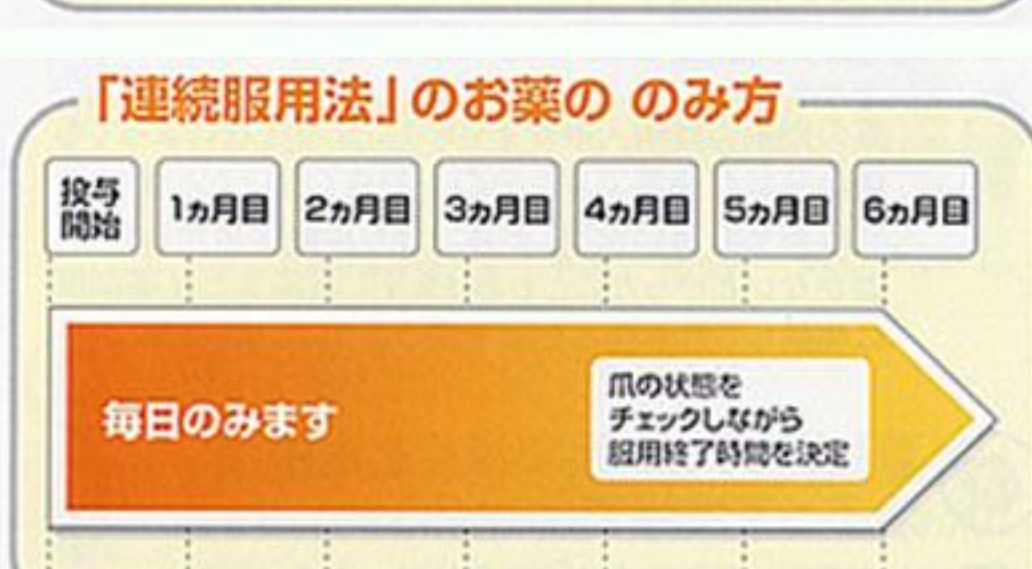 「連続服用法」のお薬の のみ方
投与
開始
1ヵ月目
2ヵ月目
3ヵ月目
4ヵ月目
5ヵ月目
6ヵ月目
毎日のみます
爪の状態を
チェックしながら
服用終了時間を決定